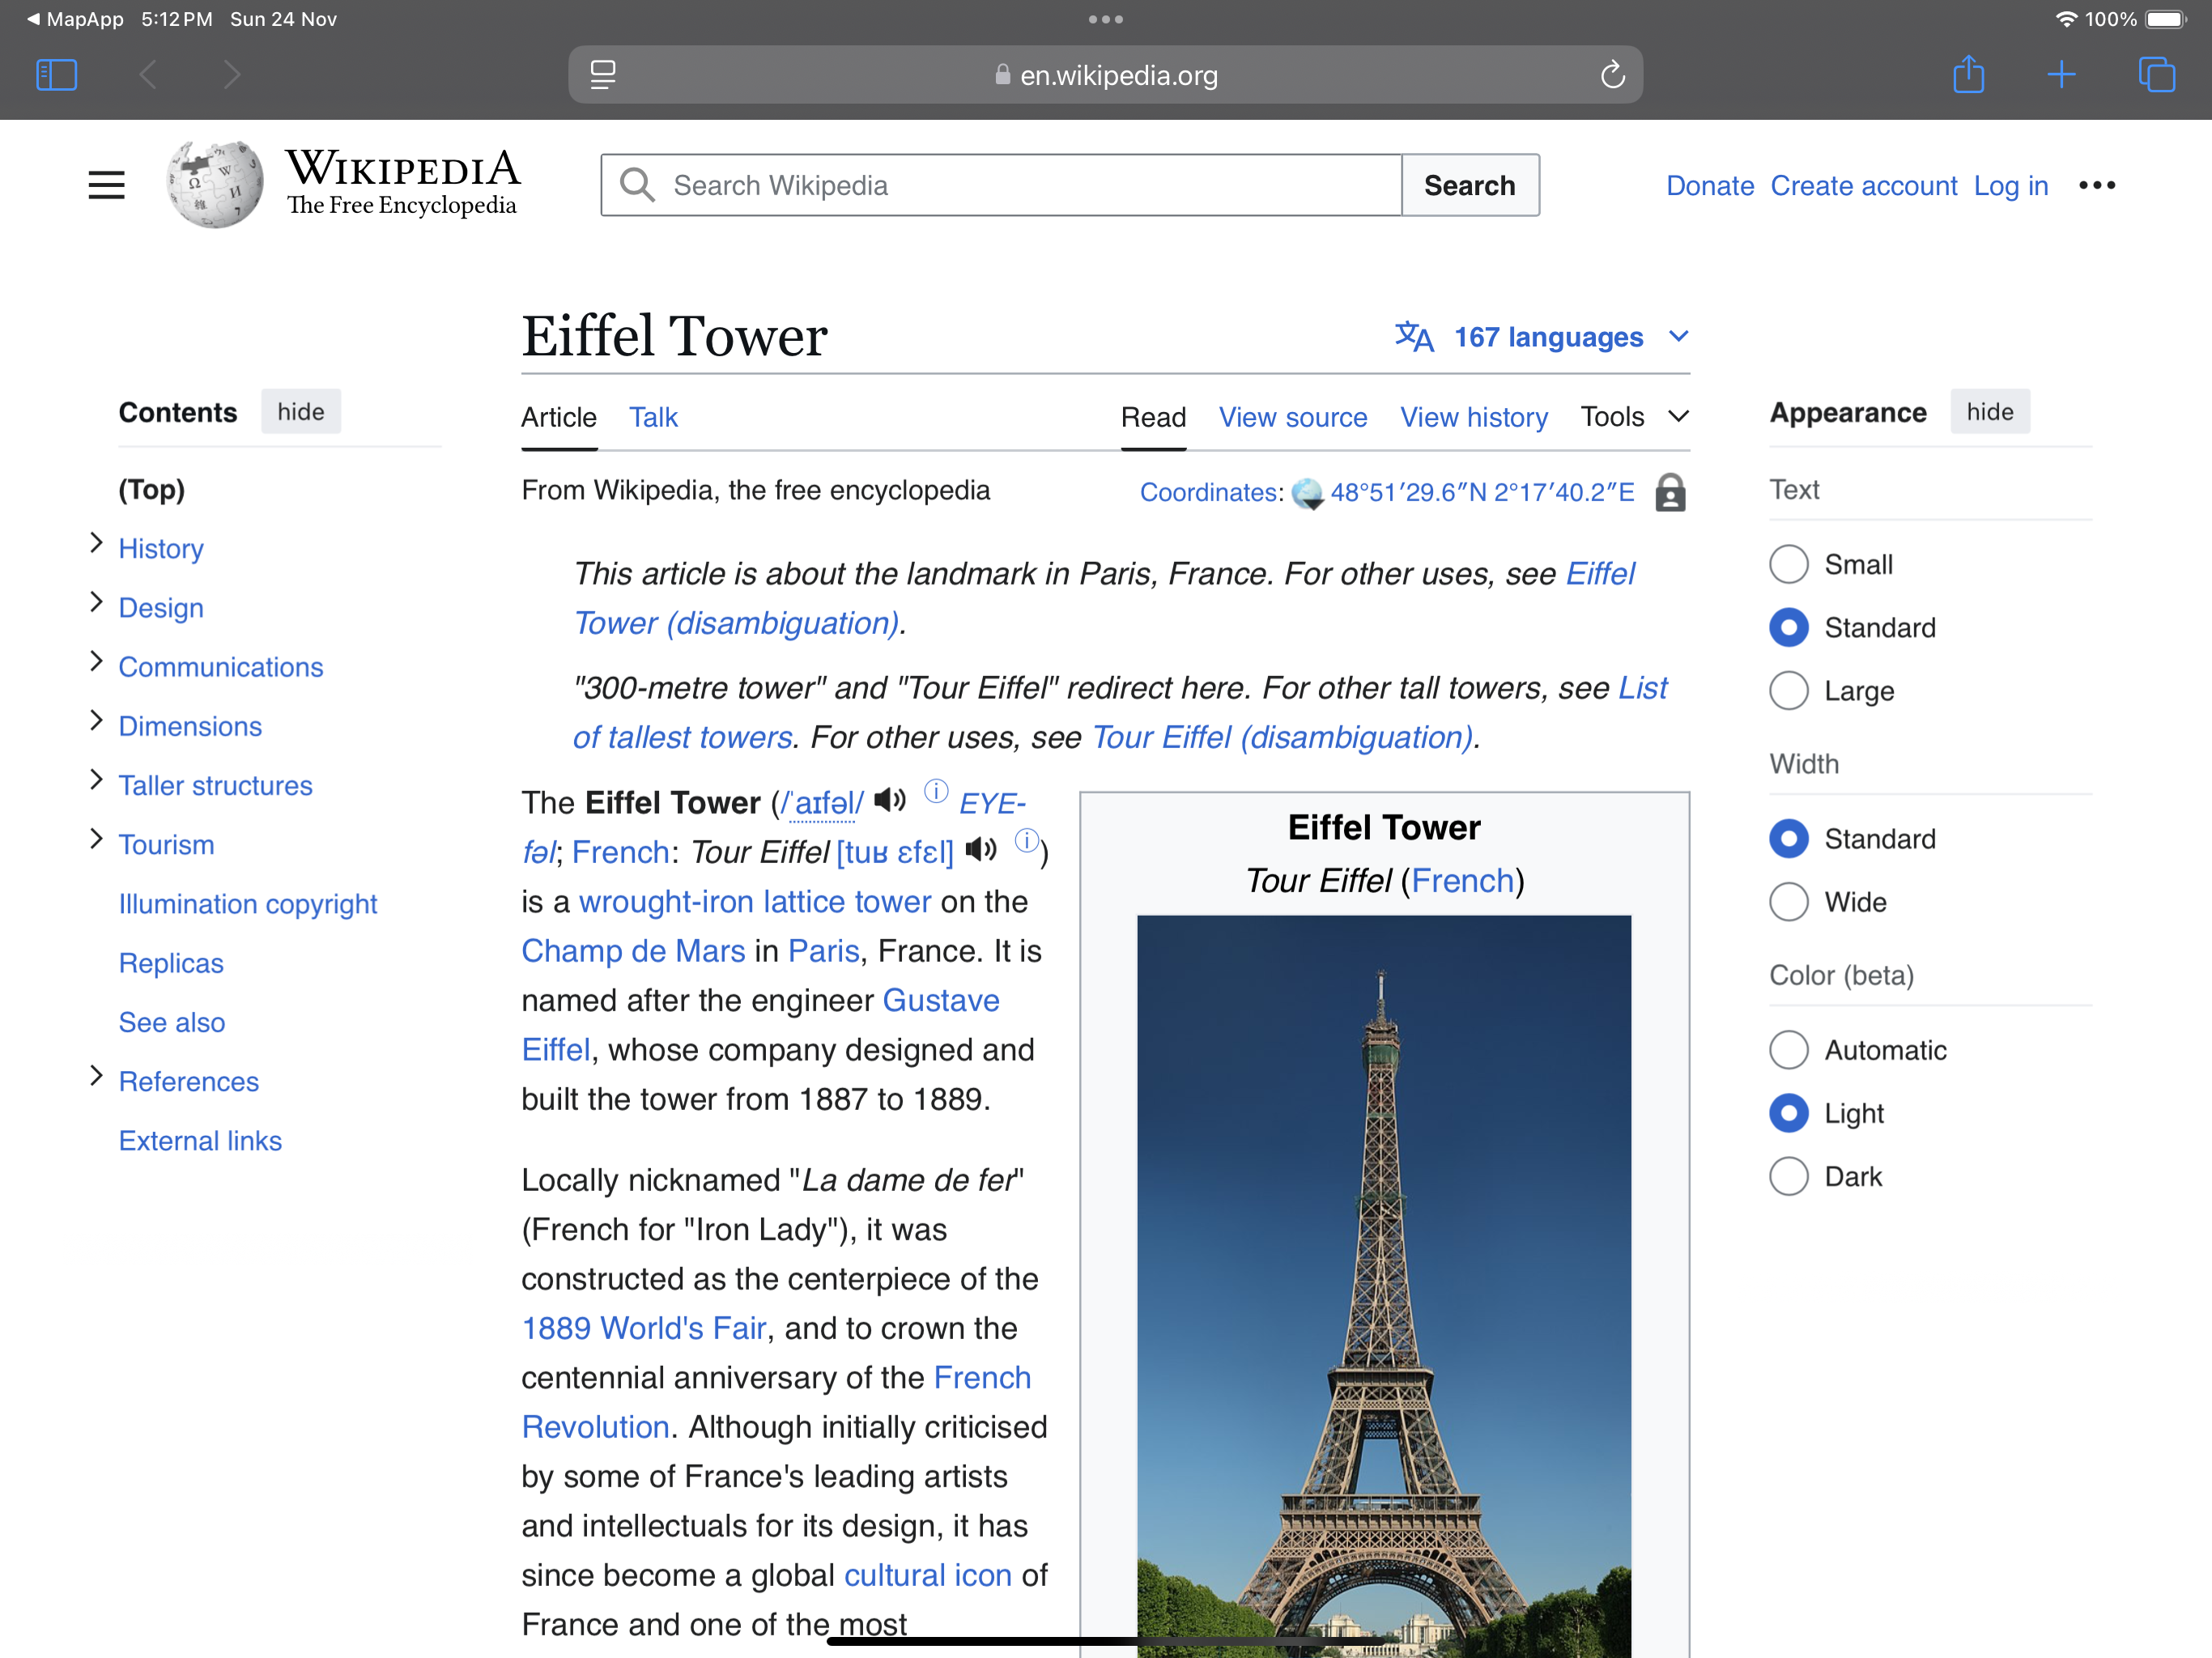 ◀ MapApp 5:12 PM Sun 24 Nov
100%
en.wikipedia.org
WIKIPEDIA
The Free Encyclopedia
Search Wikipedia
Search
Donate Create account Log in
Eiffel Tower
167 languages
Contents hide
(Top)
History
Design
Communications
Dimensions
Taller structures
Tourism
Illumination copyright
Replicas
See also
References
External links
Article Talk
Read View source View history Tools
From Wikipedia, the free encyclopedia
Coordinates: 48°51′29.6″N 2°17′40.2″E
This article is about the landmark in Paris, France. For other uses, see Eiffel
Tower (disambiguation).
"300-metre tower" and "Tour Eiffel" redirect here. For other tall towers, see List
of tallest towers. For other uses, see Tour Eiffel (disambiguation).
The Eiffel Tower (/ˈaɪfəl/ EYE-
fəl; French: Tour Eiffel [tuʁ ɛfɛl] )
is a wrought-iron lattice tower on the
Champ de Mars in Paris, France. It is
named after the engineer Gustave
Eiffel, whose company designed and
built the tower from 1887 to 1889.
Locally nicknamed "La dame de fer"
(French for "Iron Lady"), it was
constructed as the centerpiece of the
1889 World's Fair, and to crown the
centennial anniversary of the French
Revolution. Although initially criticised
by some of France's leading artists
and intellectuals for its design, it has
since become a global cultural icon of
France and one of the most
Eiffel Tower
Tour Eiffel (French)
Appearance hide
Text
Small
Standard
Large
Width
Standard
Wide
Color (beta)
Automatic
Light
Dark